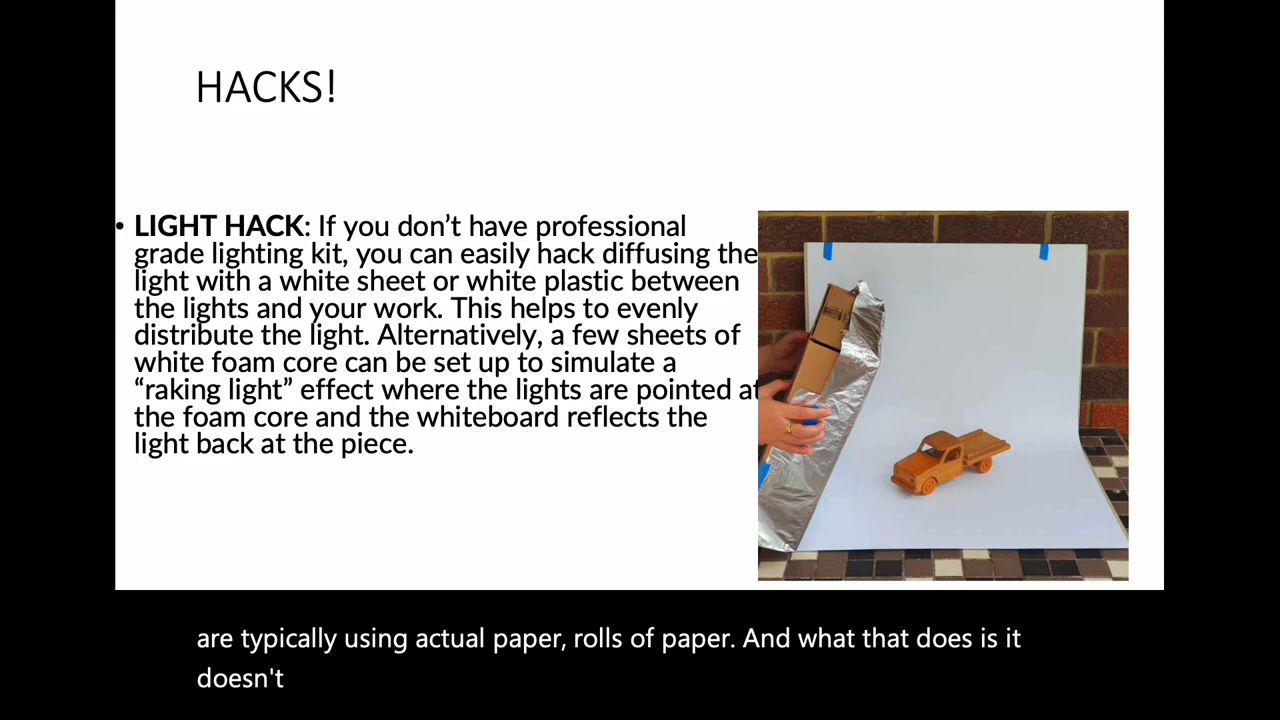 HACKS!
• LIGHT HACK: If you don’t have professional
grade lighting kit, you can easily hack diffusing the
light with a white sheet or white plastic between
the lights and your work. This helps to evenly
distribute the light. Alternatively, a few sheets of
white foam core can be set up to simulate a
“raking light” effect where the lights are pointed at
the foam core and the whiteboard reflects the
light back at the piece.
are typically using actual paper, rolls of paper. And what that does is it
doesn't